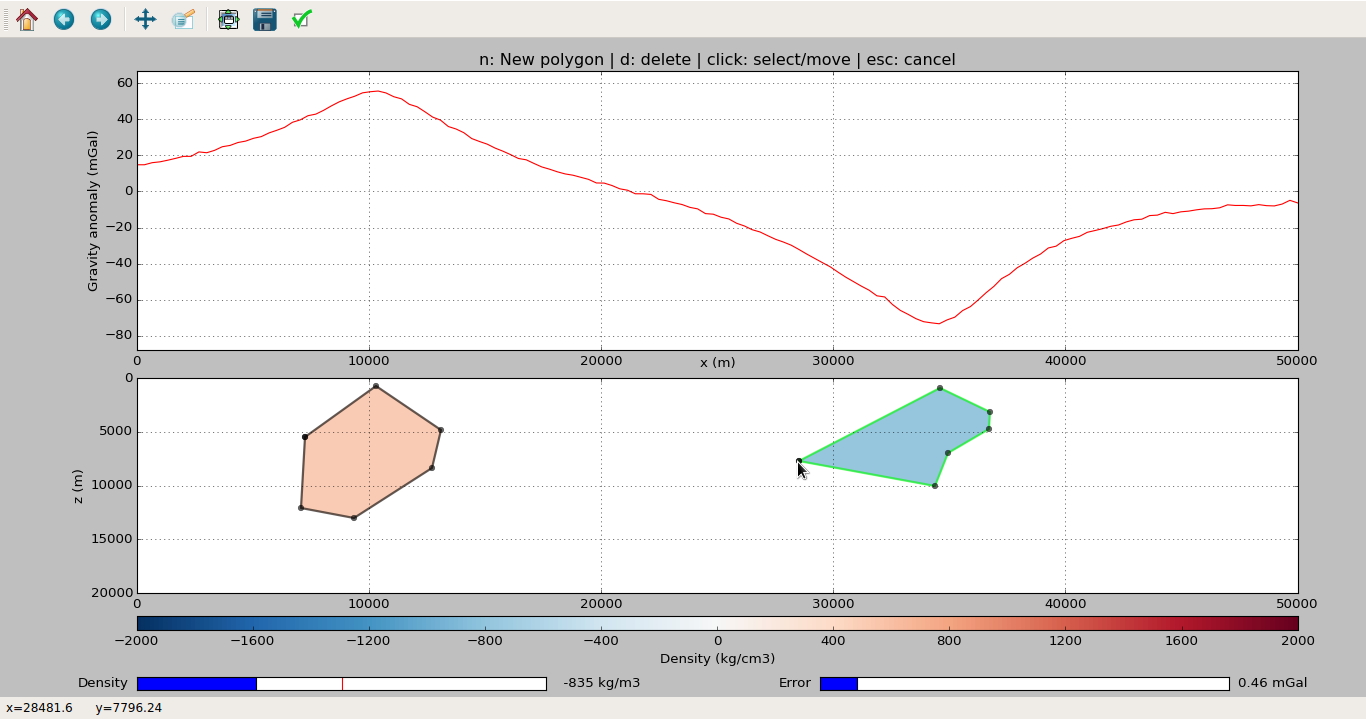 n: New polygon | d: delete | click: select/move | esc: cancel
Gravity anomaly (mGal)
60
40
20
0
−20
−40
−60
−80
0 10000 20000 30000 40000 50000
x (m)
z (m)
0
5000
10000
15000
20000
0 10000 20000 30000 40000 50000
−2000 −1600 −1200 −800 −400 0 400 800 1200 1600 2000
Density (kg/cm3)
Density -835 kg/m3 Error 0.46 mGal
x=28481.6 y=7796.24